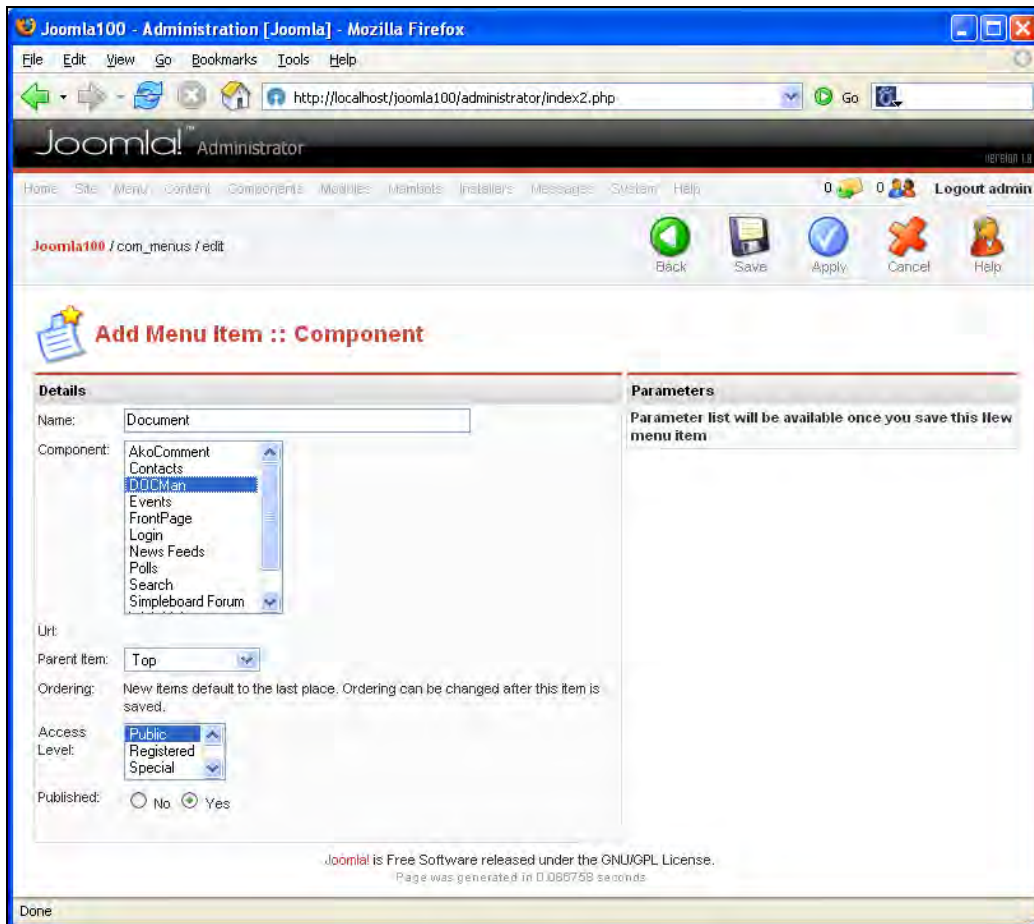 Joomla100 - Administration [Joomla] - Mozilla Firefox
File Edit View Go Bookmarks Tools Help
http://localhost/joomla100/administrator/index2.php Go
Joomla!™ Administrator
version 1.0
Home Site Menu Content Components Modules Mambots Installers Messages System Help 0 0 Logout admin
Joomla100 / com_menus / edit
Back Save Apply Cancel Help
Add Menu Item :: Component
Details
Name: Document
Component: AkoComment
Contacts
DOCMan
Events
FrontPage
Login
News Feeds
Polls
Search
Simpleboard Forum
Url:
Parent Item: Top
Ordering: New items default to the last place. Ordering can be changed after this item is
saved.
Access
Level:
Public
Registered
Special
Published: No Yes
Parameters
Parameter list will be available once you save this New
menu item
Joomla! is Free Software released under the GNU/GPL License.
Page was generated in 0.086758 seconds
Done